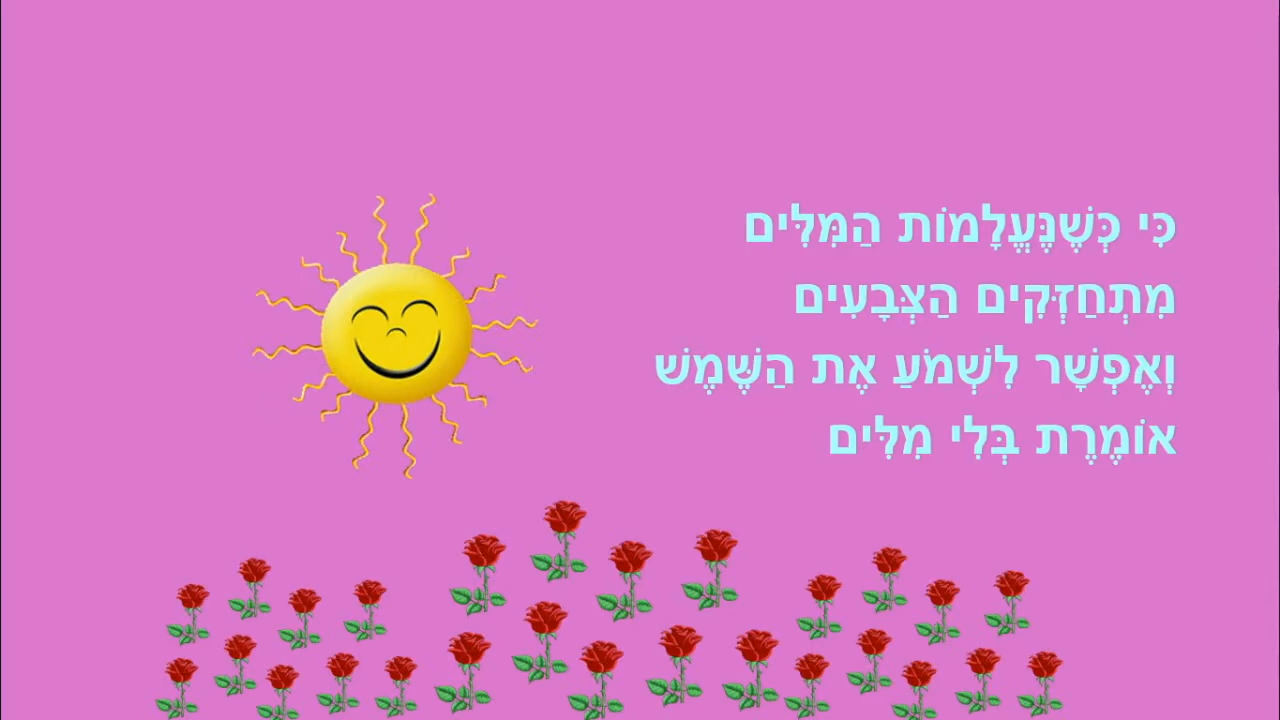 כִּי כְּשֶׁנֶּעֱלָמוֹת הַמִּלִּים
מִתְחַזְּקִים הַצְּבָעִים
וְאֶפְשָׁר לִשְׁמֹעַ אֶת הַשֶּׁמֶשׁ
אוֹמֶרֶת בְּלִי מִלִּים